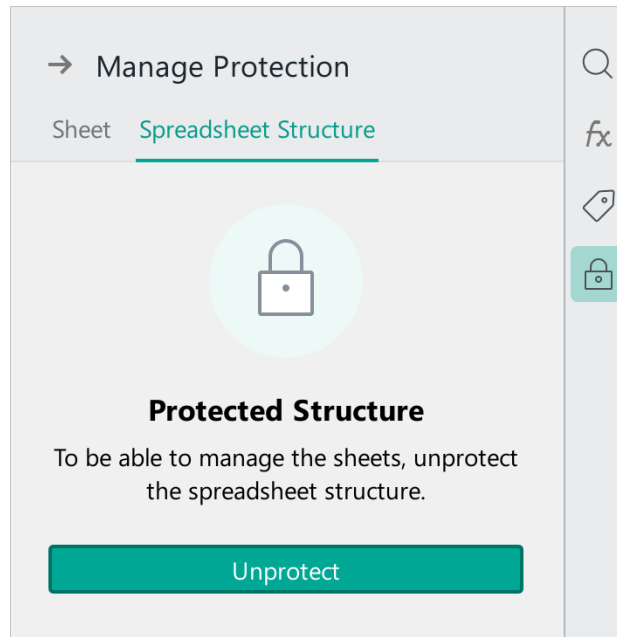 Manage Protection
Sheet Spreadsheet Structure
fx
Protected Structure
To be able to manage the sheets, unprotect
the spreadsheet structure.
Unprotect